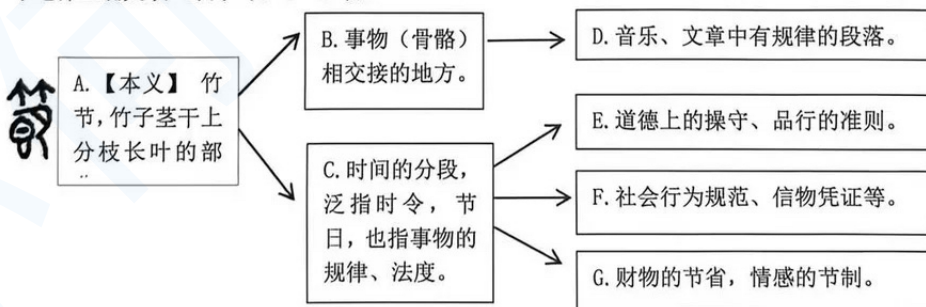 A.【本义】 竹
节,竹子茎干上
分枝长叶的部
B.事物（骨骼）
相交接的地方。
C.时间的分段,
泛指时令，节
日,也指事物的
规律、法度。
D.音乐、文章中有规律的段落。
E.道德上的操守、品行的准则。
F.社会行为规范、信物凭证等。
G.财物的节省，情感的节制。